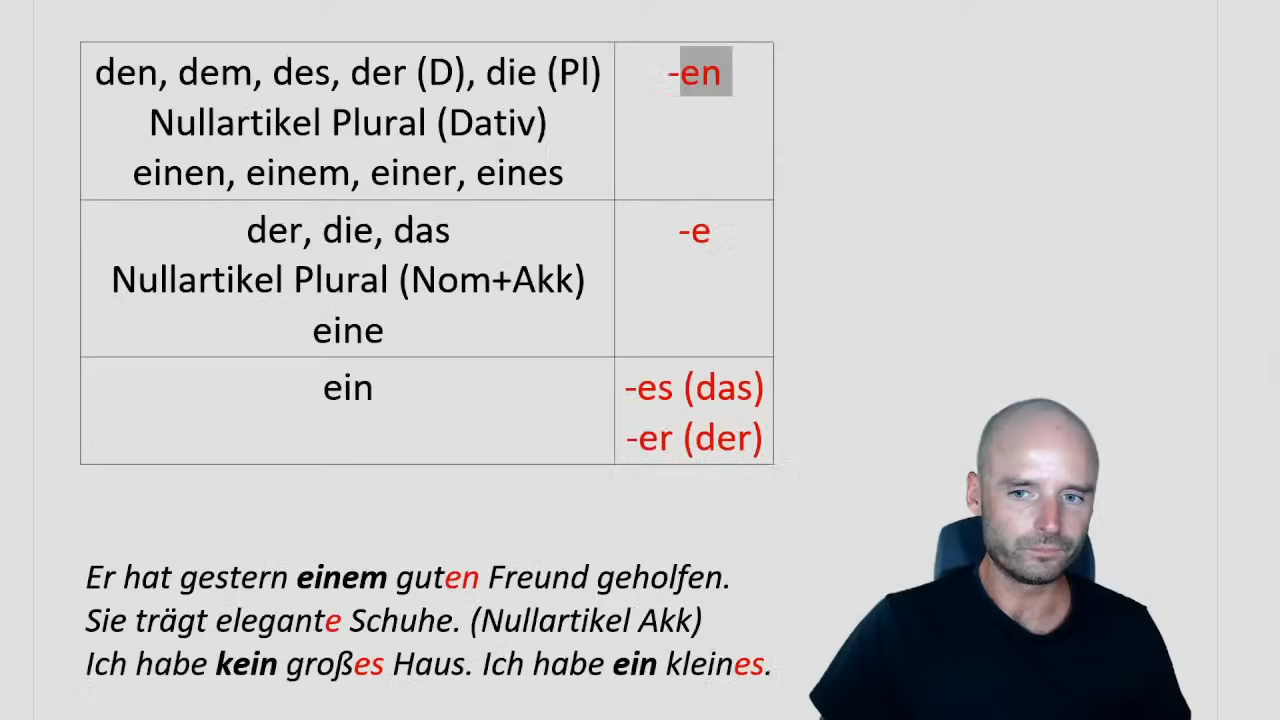 den, dem, des, der (D), die (Pl)
-en
Nullartikel Plural (Dativ)
einen, einem, einer, eines
der, die, das
-e
Nullartikel Plural (Nom+Akk)
eine
ein
-es (das)
-er (der)
Er hat gestern einem guten Freund geholfen.
Sie trägt elegante Schuhe. (Nullartikel Akk)
Ich habe kein großes Haus. Ich habe ein kleines.